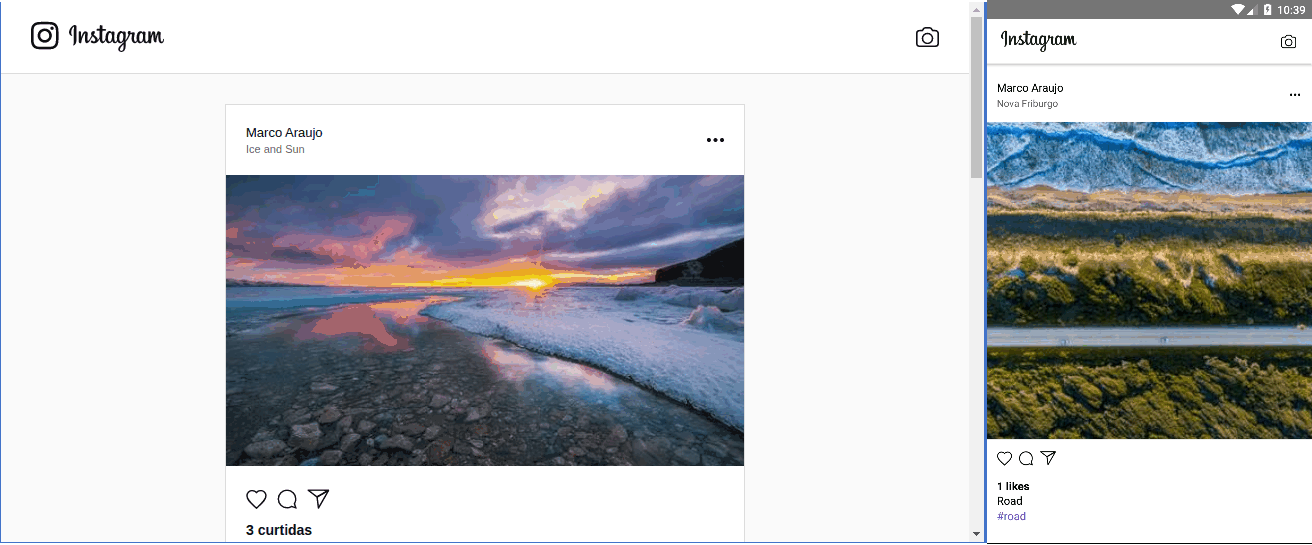 Instagram
Marco Araujo
Ice and Sun
3 curtidas
10:39
Instagram
Marco Araujo
Nova Friburgo
1 likes
Road
#road